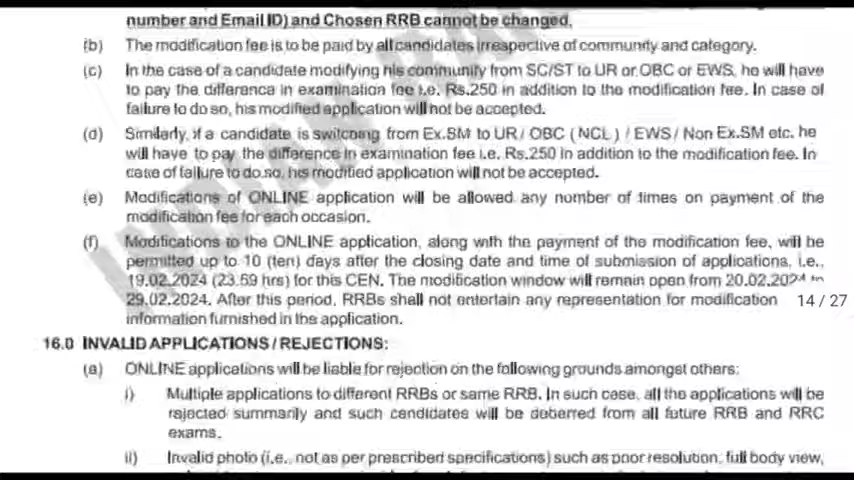 number and Email ID) and Chosen RRB cannot be changed.
(b) The modification fee is to be paid by all candidates irrespective of community and category.
(c) In the case of a candidate modifying his community from SC/ST to UR or OBC or EWS, he will have
to pay the difference in examination fee i.e. Rs.250 in addition to the modification fee. In case of
failure to do so, his modified application will not be accepted.
(d) Similarly, if a candidate is switching from Ex.SM to UR / OBC (NCL) / EWS / Non Ex.SM etc. he
will have to pay the difference in examination fee i.e. Rs.250 in addition to the modification fee. In
case of failure to do so, his modified application will not be accepted.
(e) Modifications of ONLINE application will be allowed any number of times on payment of the
modification fee for each occasion.
(f) Modifications to the ONLINE application, along with the payment of the modification fee, will be
permitted up to 10 (ten) days after the closing date and time of submission of applications, i.e.,
19.02.2024 (23.59 hrs) for this CEN. The modification window will remain open from 20.02.2024 to
29.02.2024. After this period, RRBs shall not entertain any representation for modification
14 / 27
information furnished in the application.
16.0 INVALID APPLICATIONS / REJECTIONS:
(a) ONLINE applications will be liable for rejection on the following grounds amongst others:
i) Multiple applications to different RRBs or same RRB. In such case, all the applications will be
rejected summarily and such candidates will be debarred from all future RRB and RRC
exams.
ii) Invalid photo (i.e., not as per prescribed specifications) such as poor resolution, full body view,